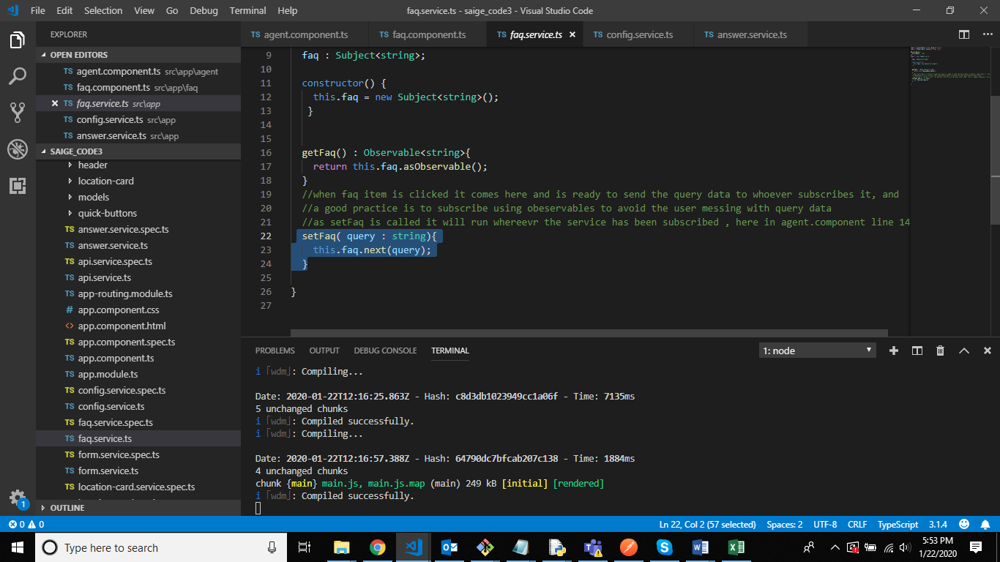 File Edit Selection View Go Debug Terminal Help
faq.service.ts - saige_code3 - Visual Studio Code
EXPLORER
OPEN EDITORS
TS agent.component.ts src\app\agent
TS faq.component.ts src\app\faq
TS faq.service.ts src\app
TS config.service.ts src\app
TS answer.service.ts src\app
SAIGE_CODE3
header
location-card
models
quick-buttons
TS answer.service.spec.ts
TS answer.service.ts
TS api.service.spec.ts
TS api.service.ts
TS app-routing.module.ts
# app.component.css
<> app.component.html
TS app.component.spec.ts
TS app.component.ts
TS app.module.ts
TS config.service.spec.ts
TS config.service.ts
TS faq.service.spec.ts
TS faq.service.ts
TS form.service.spec.ts
TS form.service.ts
TS location-card.service.spec.ts
OUTLINE
1
TS agent.component.ts TS faq.component.ts TS faq.service.ts TS config.service.ts TS answer.service.ts
9 faq : Subject<string>;
10
11 constructor() {
12 this.faq = new Subject<string>();
13 }
14
15
16 getFaq() : Observable<string>{
17 return this.faq.asObservable();
18 }
19 //when faq item is clicked it comes here and is ready to send the query data to whoever subscribes it, and
20 //a good practice is to subscribe using obeservables to avoid the user messing with query data
21 //as setFaq is called it will run whereevr the service has been subscribed , here in agent.component line 14
22 setFaq( query : string){
23 this.faq.next(query);
24 }
25
26 }
27
PROBLEMS OUTPUT DEBUG CONSOLE TERMINAL
1: node
i ｢wdm｣: Compiling...
Date: 2020-01-22T12:16:25.863Z - Hash: c8d3db1023949cc1a06f - Time: 7135ms
5 unchanged chunks
i ｢wdm｣: Compiled successfully.
i ｢wdm｣: Compiling...
Date: 2020-01-22T12:16:57.388Z - Hash: 64790dc7bfcab207c138 - Time: 1884ms
4 unchanged chunks
chunk {main} main.js, main.js.map (main) 249 kB [initial] [rendered]
i ｢wdm｣: Compiled successfully.
0 0
Ln 22, Col 2 (57 selected) Spaces: 2 UTF-8 CRLF TypeScript 3.1.4
Type here to search
5:53 PM
1/22/2020